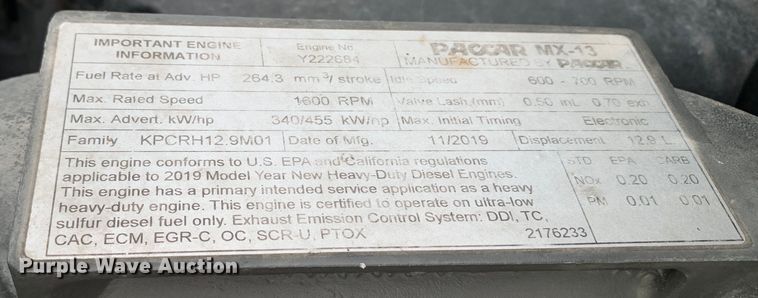 IMPORTANT ENGINE INFORMATION Engine No. Y222684 PACCAR MX-13 MANUFACTURED BY PACCAR
Fuel Rate at Adv. HP 264.3 mm³/stroke Idle Speed 600 - 700 RPM
Max. Rated Speed 1600 RPM Valve Lash (mm) 0.50 inL 0.70 exh
Max. Advert. kW/hp 340/455 kW/hp Max. Initial Timing Electronic
Family KPCRH12.9M01 Date of Mfg. 11/2019 Displacement 12.9 L
This engine conforms to U.S. EPA and California regulations STD EPA CARB
applicable to 2019 Model Year New Heavy-Duty Diesel Engines.
This engine has a primary intended service application as a heavy NOx 0.20 0.20
heavy-duty engine. This engine is certified to operate on ultra-low PM 0.01 0.01
sulfur diesel fuel only. Exhaust Emission Control System: DDI, TC,
CAC, ECM, EGR-C, OC, SCR-U, PTOX 2176233
Purple Wave Auction